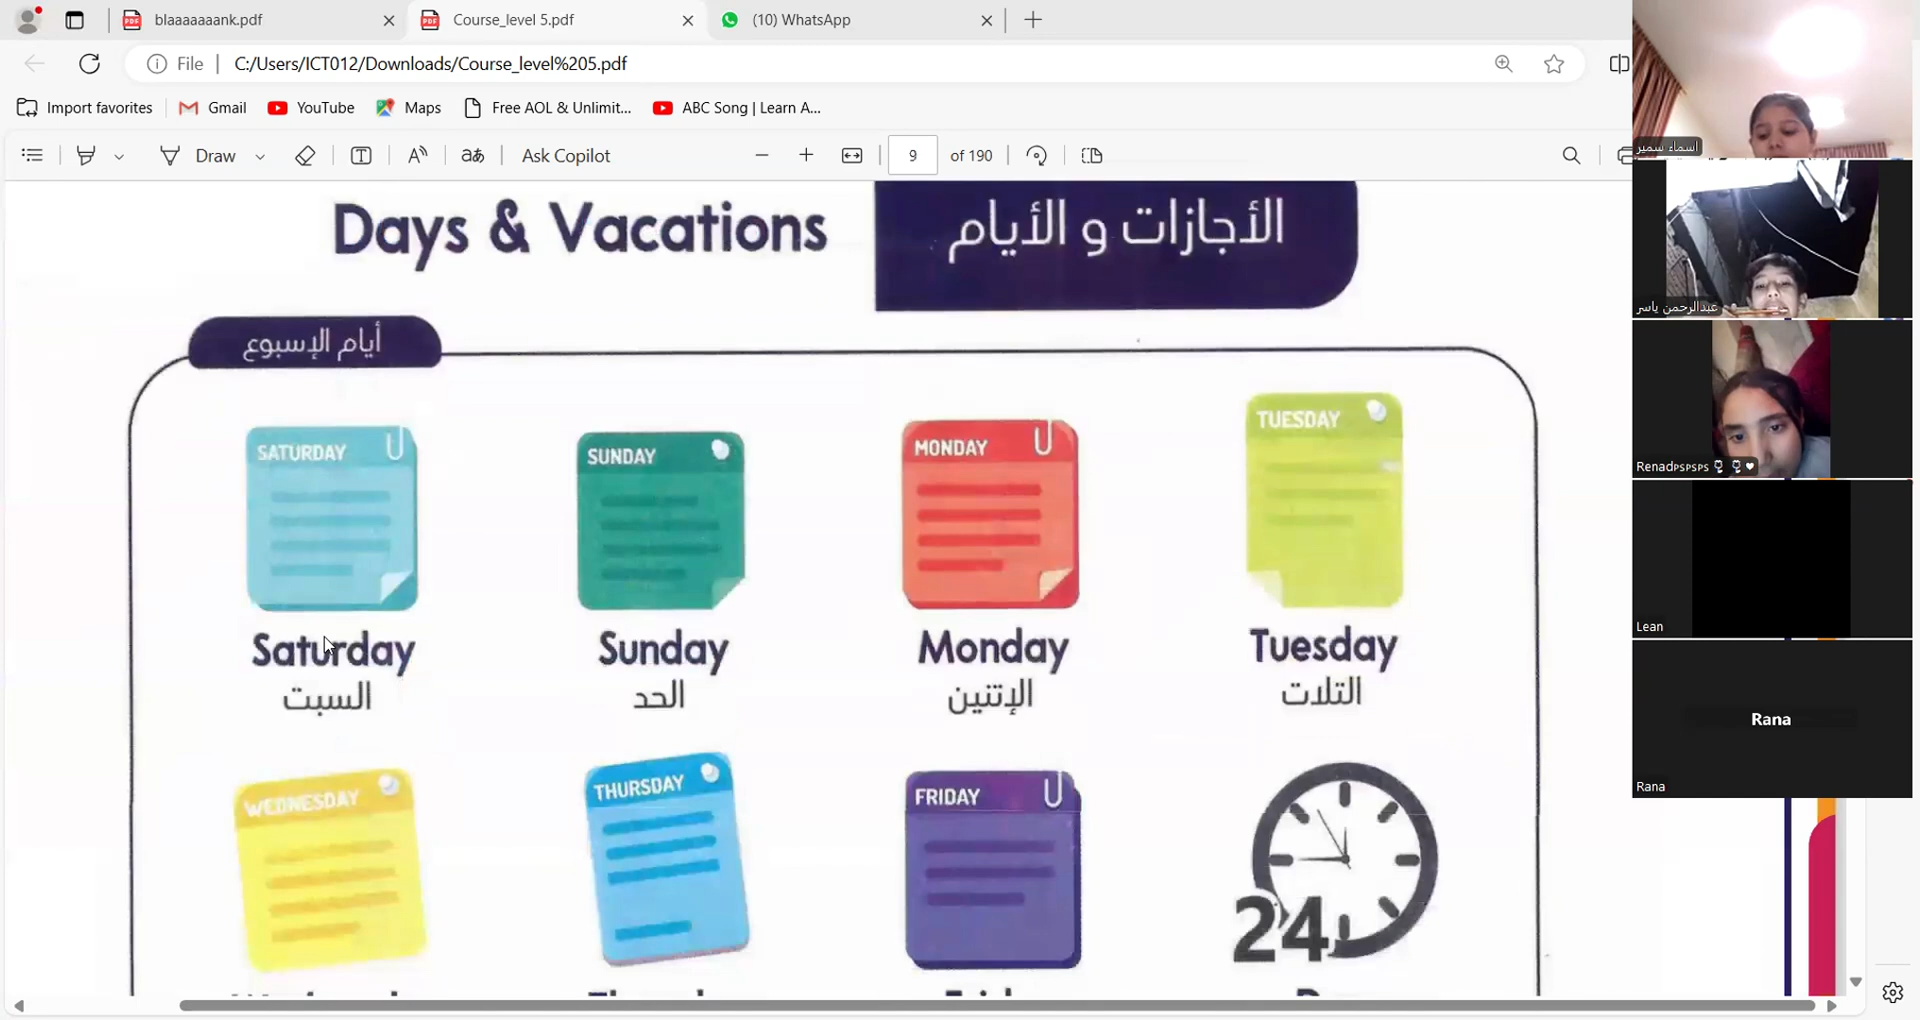 blaaaaaaank.pdf
Course_level 5.pdf
(10) WhatsApp
File
C:/Users/ICT012/Downloads/Course_level%205.pdf
Import favorites
Gmail
YouTube
Maps
Free AOL & Unlimit...
ABC Song | Learn A...
Draw
Ask Copilot
9 of 190
Days & Vacations
الأجازات و الأيام
أيام الإسبوع
SATURDAY
SUNDAY
MONDAY
TUESDAY
Saturday
Sunday
Monday
Tuesday
السبت
الحد
الإتنين
التلات
WEDNESDAY
THURSDAY
FRIDAY
24
اسماء سمير
عبدالرحمن ياسر
Renadᴘsᴘsᴘs
Lean
Rana
Rana